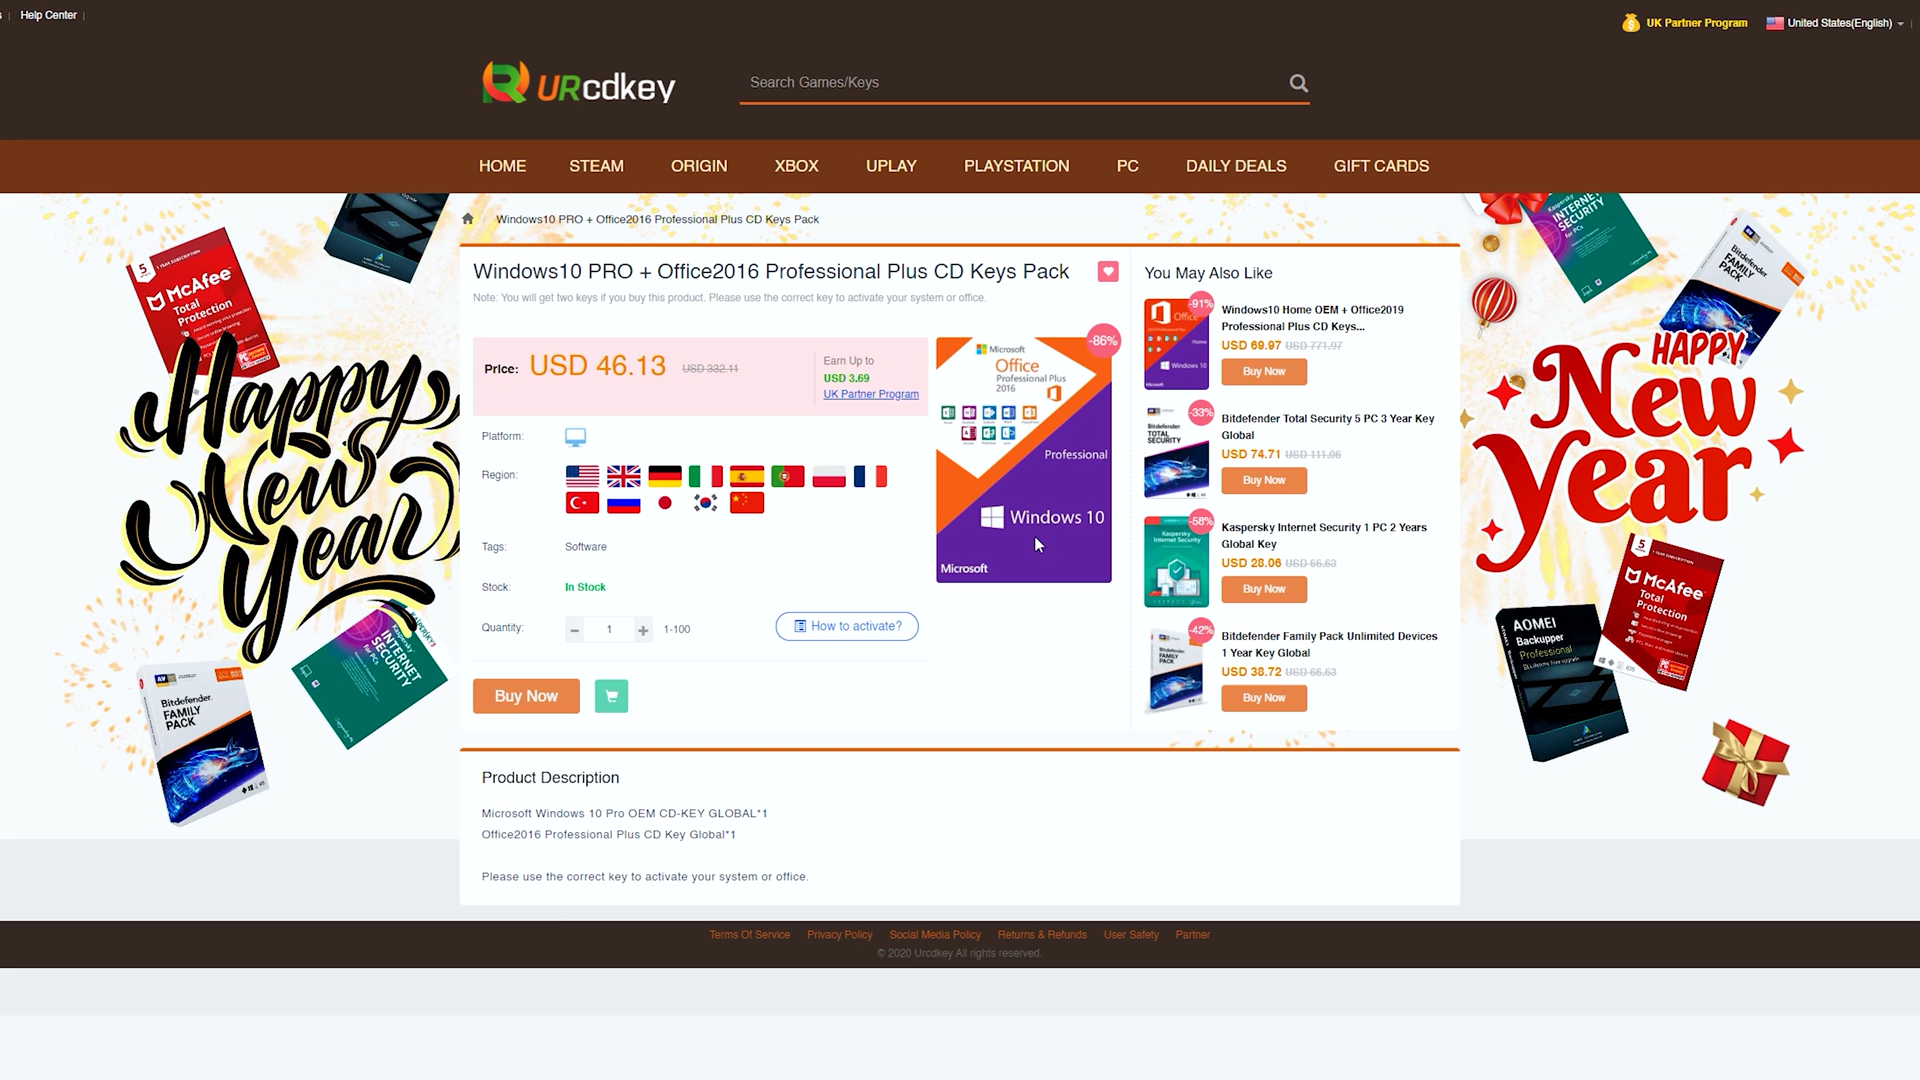 Help Center
UK Partner Program
United States(English)
URcdkey
Search Games/Keys
HOME
STEAM
ORIGIN
XBOX
UPLAY
PLAYSTATION
PC
DAILY DEALS
GIFT CARDS
Windows10 PRO + Office2016 Professional Plus CD Keys Pack
Windows10 PRO + Office2016 Professional Plus CD Keys Pack
Note: You will get two keys if you buy this product. Please use the correct key to activate your system or office.
Price: USD 46.13 USD 332.11
Earn Up to
USD 3.69
UK Partner Program
-86%
Microsoft
Office
Professional Plus
2016
Professional
Windows 10
Microsoft
Platform:
Region:
Tags: Software
Stock: In Stock
Quantity: 1 1-100
How to activate?
Buy Now
You May Also Like
-91%
Windows10 Home OEM + Office2019
Professional Plus CD Keys...
USD 69.97 USD 771.97
Buy Now
-33%
Bitdefender Total Security 5 PC 3 Year Key
Global
USD 74.71 USD 111.06
Buy Now
-58%
Kaspersky Internet Security 1 PC 2 Years
Global Key
USD 28.06 USD 66.63
Buy Now
-42%
Bitdefender Family Pack Unlimited Devices
1 Year Key Global
USD 38.72 USD 66.63
Buy Now
Product Description
Microsoft Windows 10 Pro OEM CD-KEY GLOBAL*1
Office2016 Professional Plus CD Key Global*1
Please use the correct key to activate your system or office.
Terms Of Service
Privacy Policy
Social Media Policy
Returns & Refunds
User Safety
Partner
© 2020 Urcdkey All rights reserved.
5
McAfee
Total
Protection
Happy
New
Year
INTERNET
SECURITY
for PCs
Bitdefender
FAMILY
PACK
INTERNET
SECURITY
for PCs
Bitdefender
FAMILY
PACK
HAPPY
New
Year
5
McAfee
Total
Protection
AOMEI
Backupper
Professional